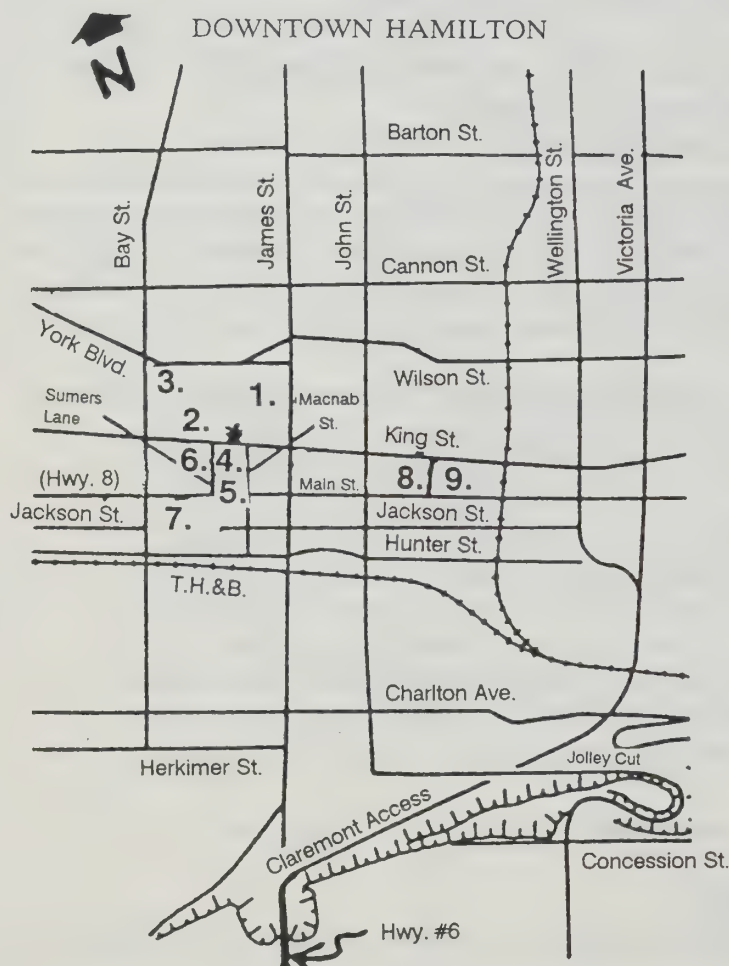 DOWNTOWN HAMILTON
N
Barton St.
Bay St.
James St.
John St.
Wellington St.
Victoria Ave.
Cannon St.
York Blvd.
Wilson St.
3.
1.
Sumers
Lane
Macnab
St.
2.
*
King St.
6.
4.
(Hwy. 8)
5.
Main St.
8.
9.
Jackson St.
7.
Jackson St.
Hunter St.
T.H.&B.
Charlton Ave.
Herkimer St.
Jolley Cut
Claremont Access
Concession St.
Hwy. #6